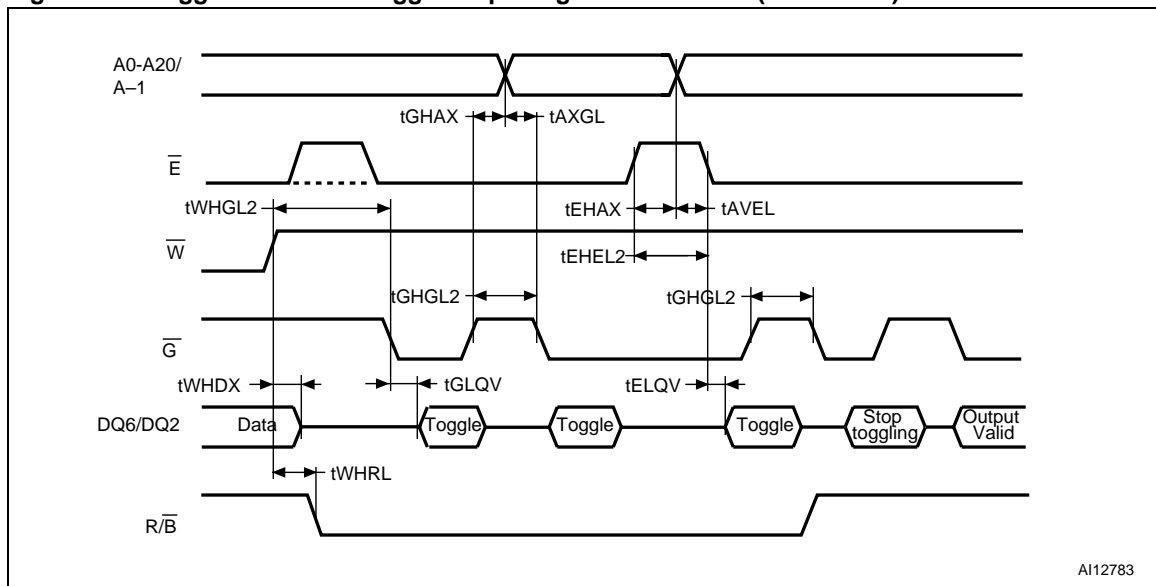 A0-A20/
A–1
tGHAX
tAXGL
E
tWHGL2
tEHAX
tAVEL
W
tEHEL2
tGHGL2
tGHGL2
G
tWHDX
tGLQV
tELQV
DQ6/DQ2
Data
Toggle
Toggle
Toggle
Stop
toggling
Output
Valid
tWHRL
R/B
AI12783